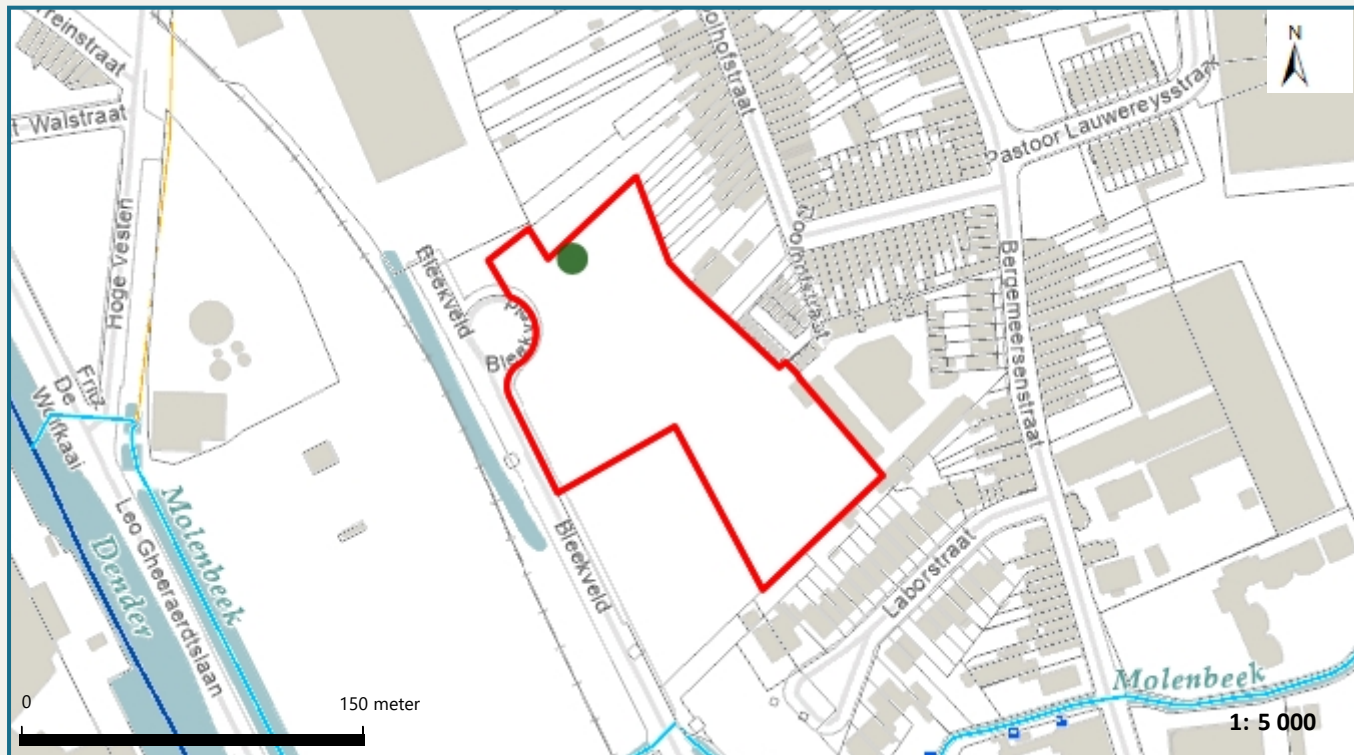 N
Pastoor Lauwereysstraat
t Walstraat
Hoge Vesten
Bleekveld
Bleekveld
Bergemeersenstraat
Frits
De
Wolfkaai
Molenbeek
Dender
Leo Gheeraerdtslaan
Bleekveld
Laborstraat
Molenbeek
0
150 meter
1: 5 000